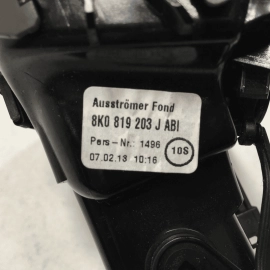 Ausströmer Fond
8K0 819 203 J ABI
Pers-Nr.: 1496
07.02.13 10:16
10S